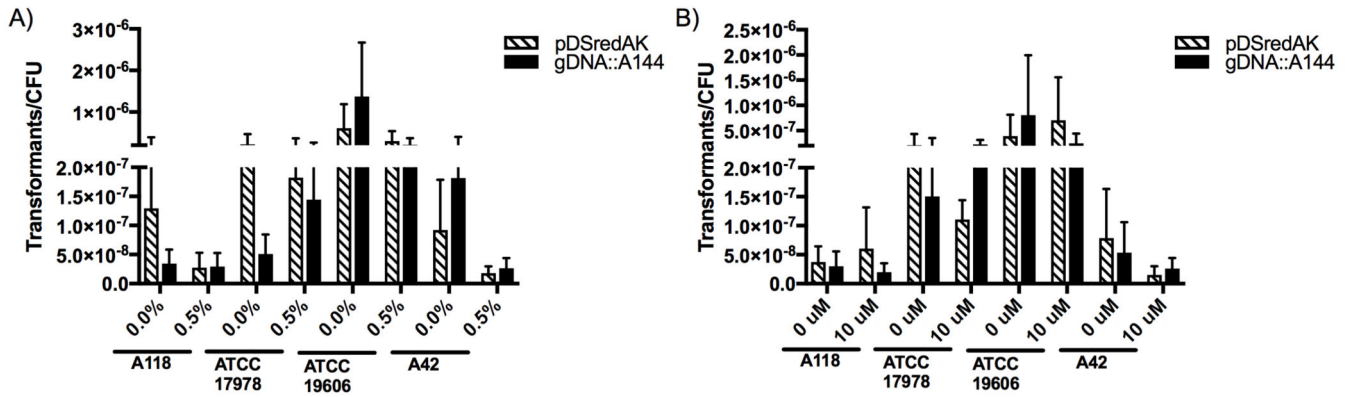 A)
Transformants/CFU
3×10⁻⁶
2×10⁻⁶
1×10⁻⁶
2.0×10⁻⁷
1.5×10⁻⁷
1.0×10⁻⁷
5.0×10⁻⁸
0.0
pDSredAK
gDNA::A144
0.0% 0.5% 0.0% 0.5% 0.0% 0.5% 0.0% 0.5%
A118 ATCC ATCC A42
17978 19606
B)
Transformants/CFU
2.5×10⁻⁶
2.0×10⁻⁶
1.5×10⁻⁶
1.0×10⁻⁶
5.0×10⁻⁷
2.0×10⁻⁷
1.5×10⁻⁷
1.0×10⁻⁷
5.0×10⁻⁸
0.0
pDSredAK
gDNA::A144
0 uM 10 uM 0 uM 10 uM 0 uM 10 uM 0 uM 10 uM
A118 ATCC ATCC A42
17978 19606